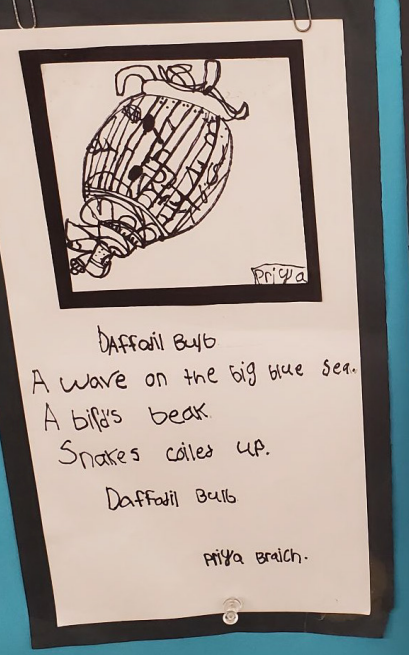 Priya
Daffodil Bulb
A wave on the big blue sea.
A bird's beak
Snakes coiled up.
Daffodil Bulb
Priya Braich.